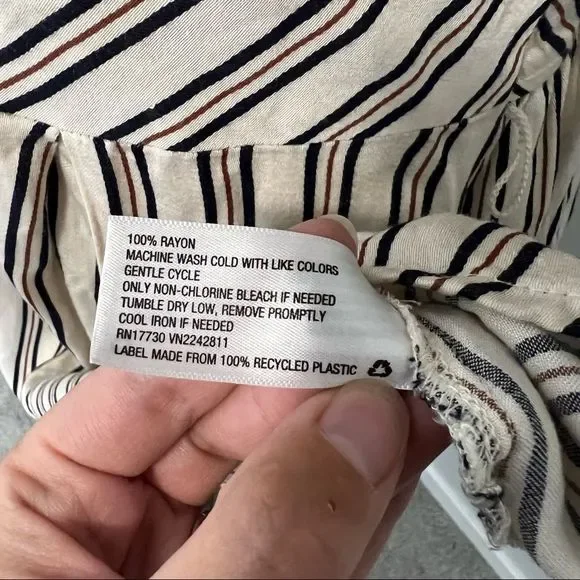 100% RAYON
MACHINE WASH COLD WITH LIKE COLORS
GENTLE CYCLE
ONLY NON-CHLORINE BLEACH IF NEEDED
TUMBLE DRY LOW, REMOVE PROMPTLY
COOL IRON IF NEEDED
RN17730 VN2242811
LABEL MADE FROM 100% RECYCLED PLASTIC